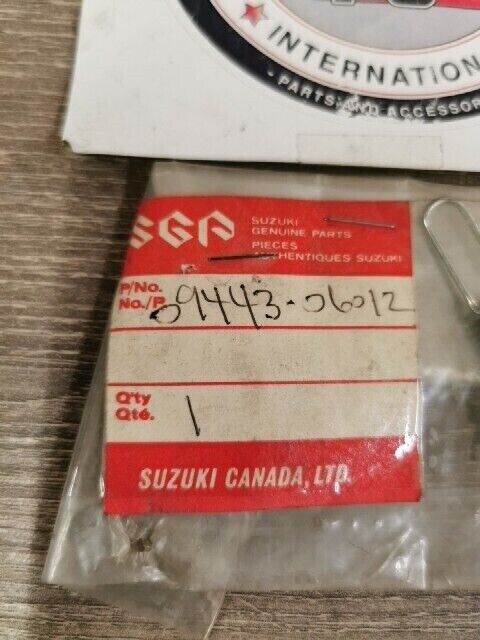 INTERNATION
- PARTS AND ACCESSOR
SGP
SUZUKI
GENUINE PARTS
PIECES
AUTHENTIQUES SUZUKI
P/No.
No./P.
09443-06012
Q'ty
Qté.
1
SUZUKI CANADA, LTD.